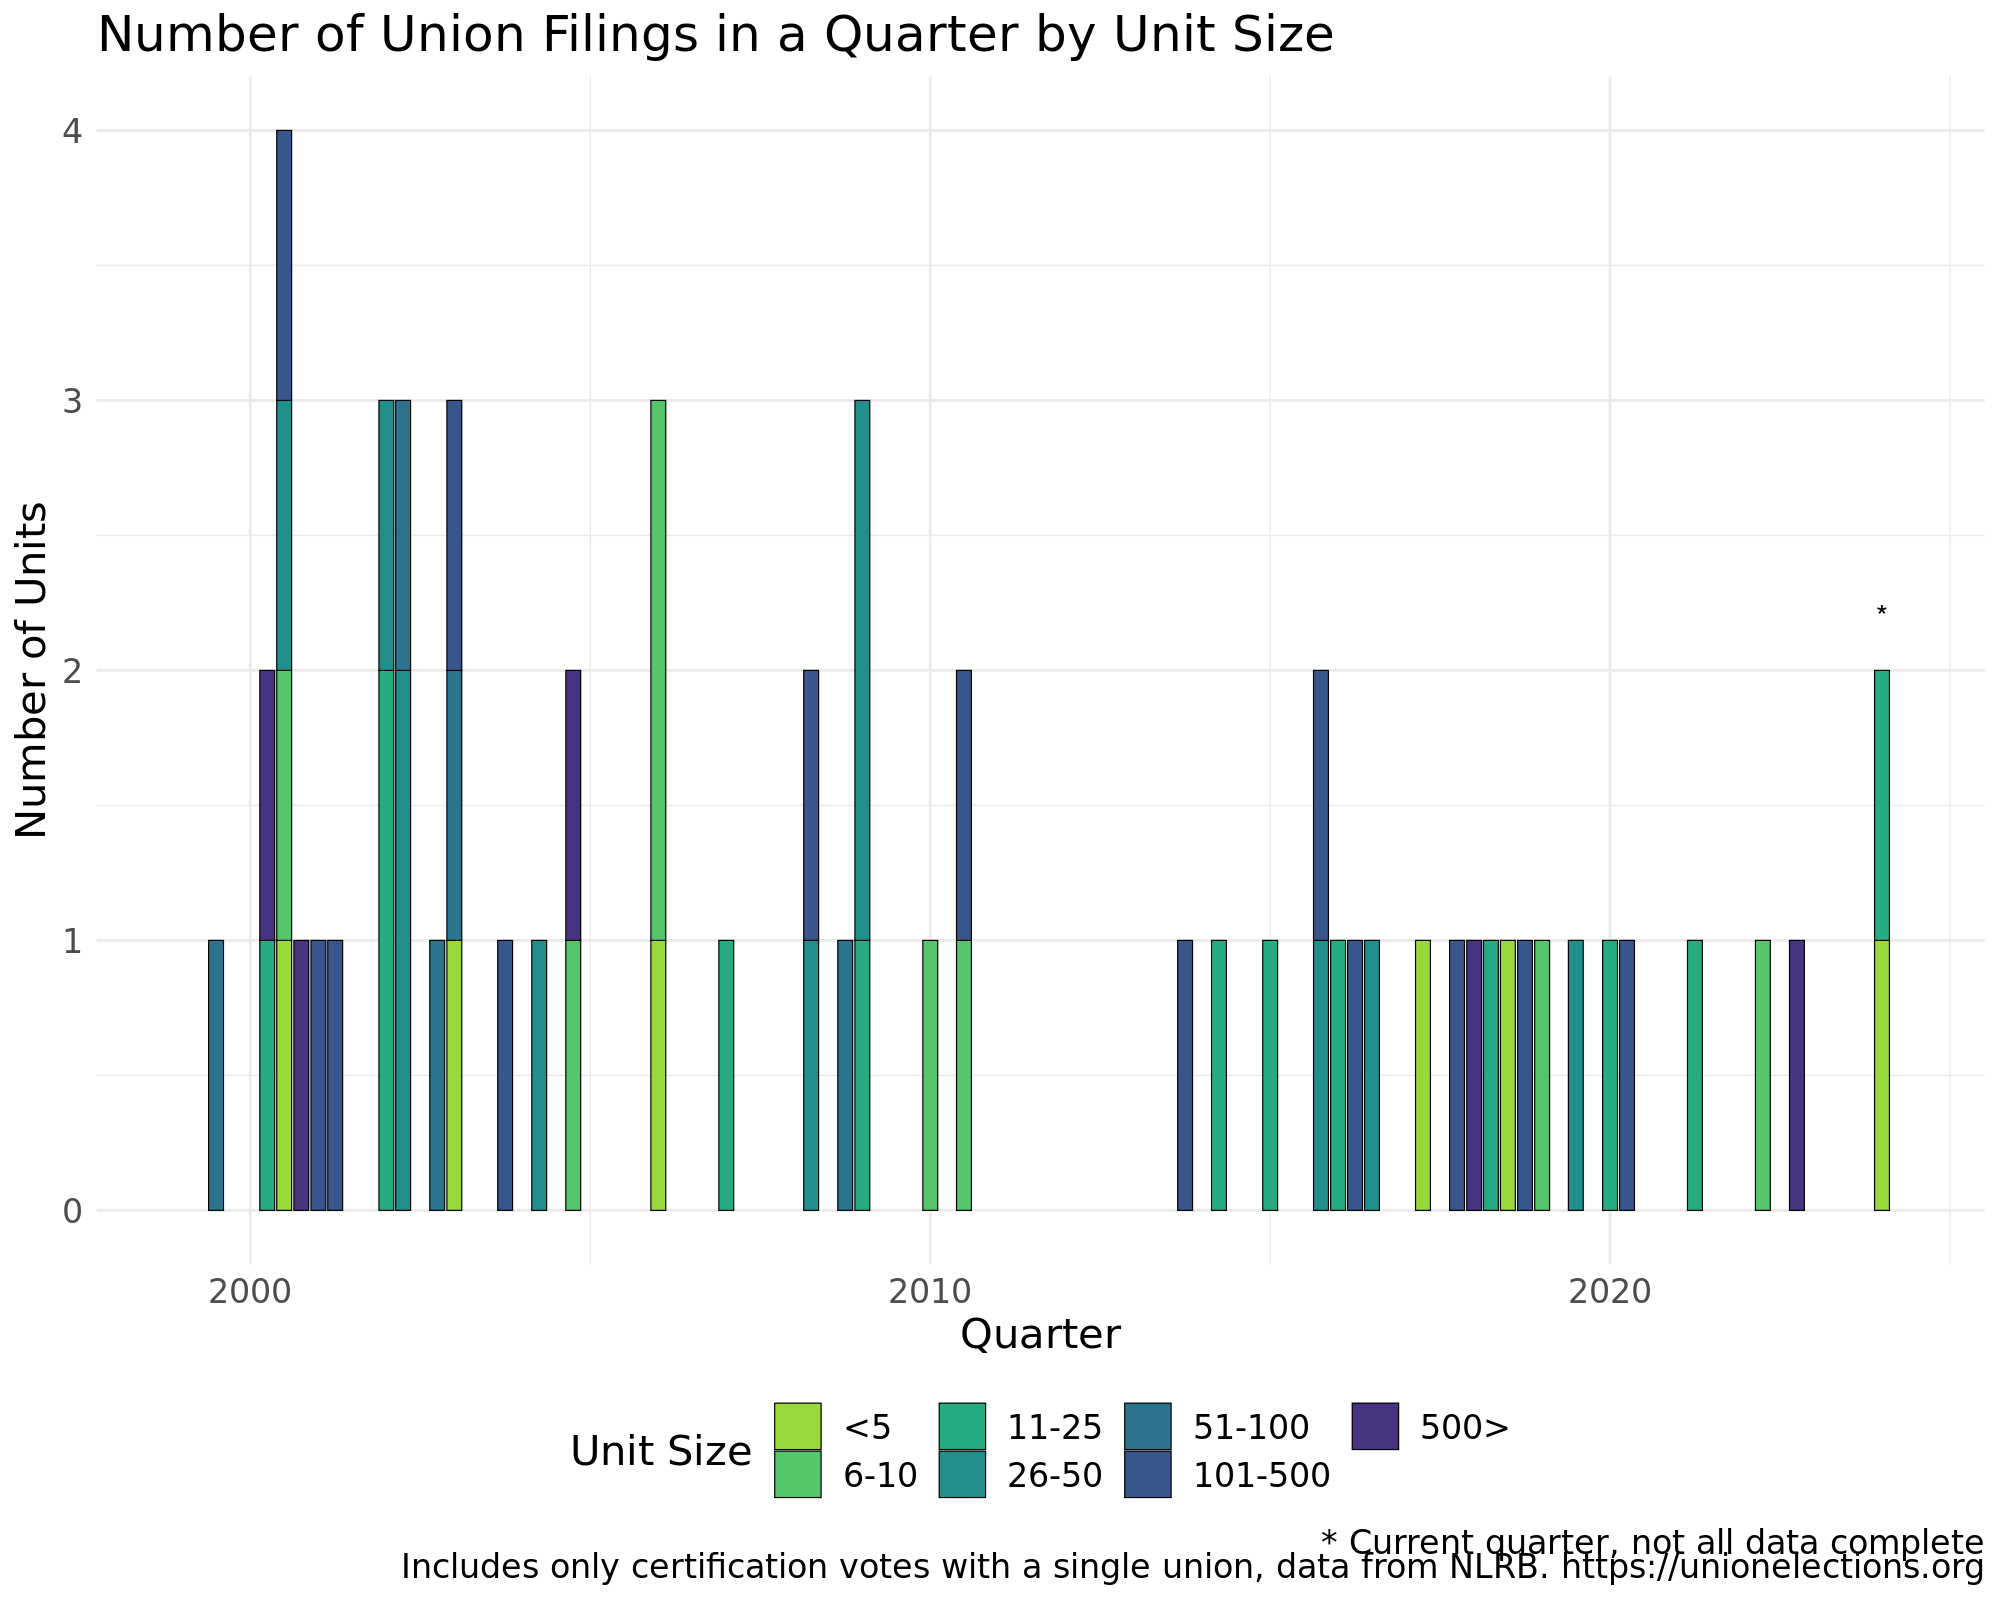 Number of Union Filings in a Quarter by Unit Size
4
3
2
1
0
Number of Units
*
2000
2010
2020
Quarter
Unit Size
<5
11-25
51-100
500>
6-10
26-50
101-500
* Current quarter, not all data complete
Includes only certification votes with a single union, data from NLRB. https://unionelections.org